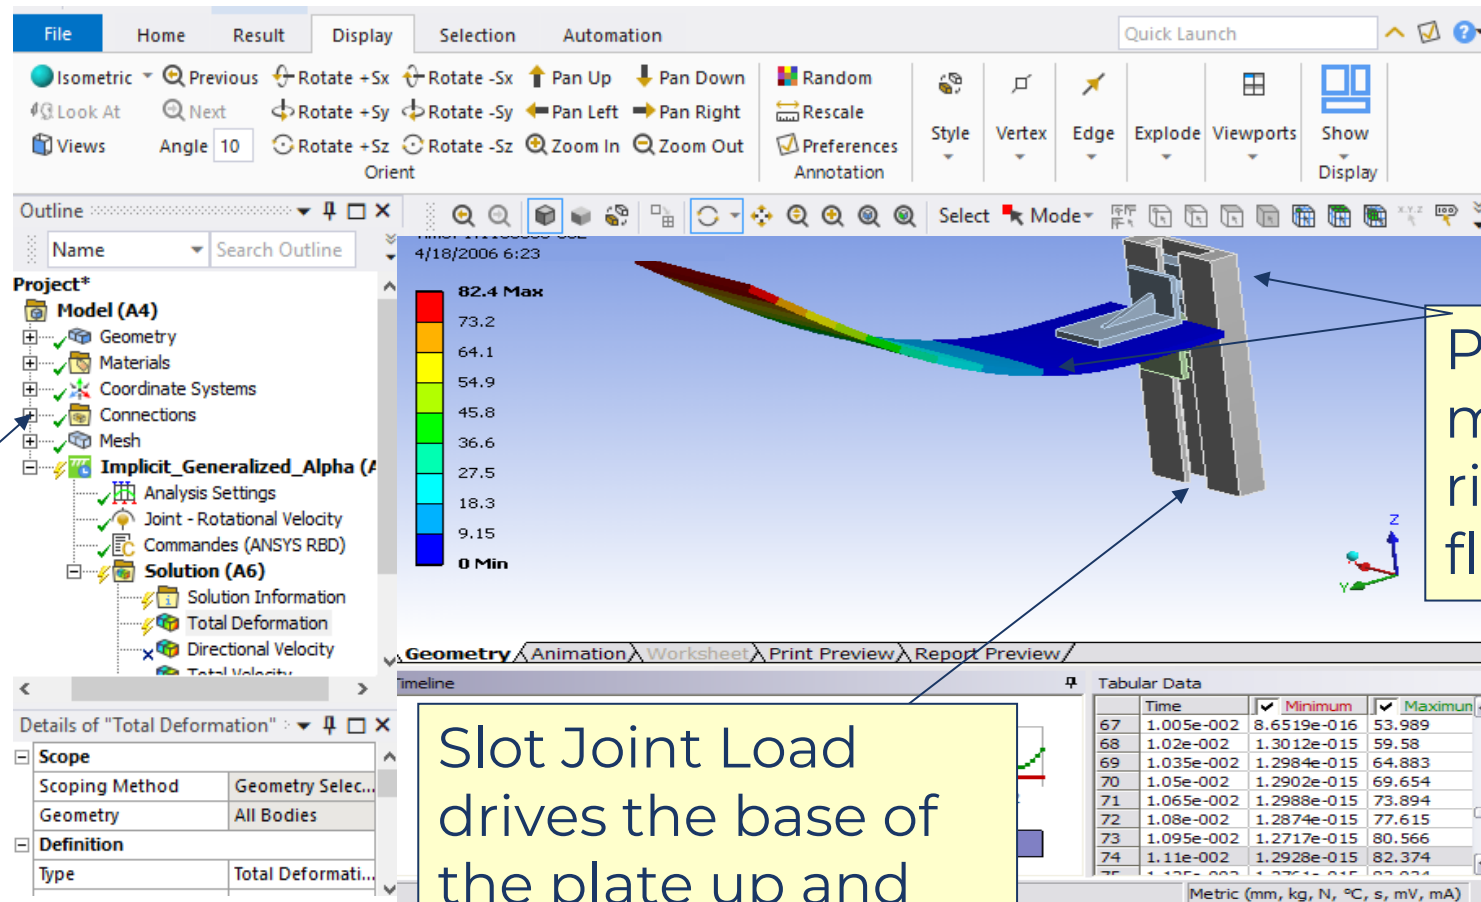 File Home Result Display Selection Automation Quick Launch
Isometric Previous Rotate +Sx Rotate -Sx Pan Up Pan Down Random
Look At Next Rotate +Sy Rotate -Sy Pan Left Pan Right Rescale
Views Angle 10 Rotate +Sz Rotate -Sz Zoom In Zoom Out Preferences
Style Vertex Edge Explode Viewports Show
Orient Annotation Display
Outline
Select Mode
Name Search Outline
Project*
Model (A4)
Geometry
Materials
Coordinate Systems
Connections
Mesh
Implicit_Generalized_Alpha (A
Analysis Settings
Joint - Rotational Velocity
Commandes (ANSYS RBD)
Solution (A6)
Solution Information
Total Deformation
Directional Velocity
Total Velocity
4/18/2006 6:23
82.4 Max
73.2
64.1
54.9
45.8
36.6
27.5
18.3
9.15
0 Min
Z
Y
P
m
ri
fl
Geometry Animation Worksheet Print Preview Report Preview
Timeline
Slot Joint Load
drives the base of
the plate up and
Tabular Data
Time Minimum Maximum
67 1.005e-002 8.6519e-016 53.989
68 1.02e-002 1.3012e-015 59.58
69 1.035e-002 1.2984e-015 64.883
70 1.05e-002 1.2902e-015 69.654
71 1.065e-002 1.2988e-015 73.894
72 1.08e-002 1.2874e-015 77.615
73 1.095e-002 1.2717e-015 80.566
74 1.11e-002 1.2928e-015 82.374
Details of "Total Deformation"
Scope
Scoping Method Geometry Selec...
Geometry All Bodies
Definition
Type Total Deformati...
Metric (mm, kg, N, °C, s, mV, mA)